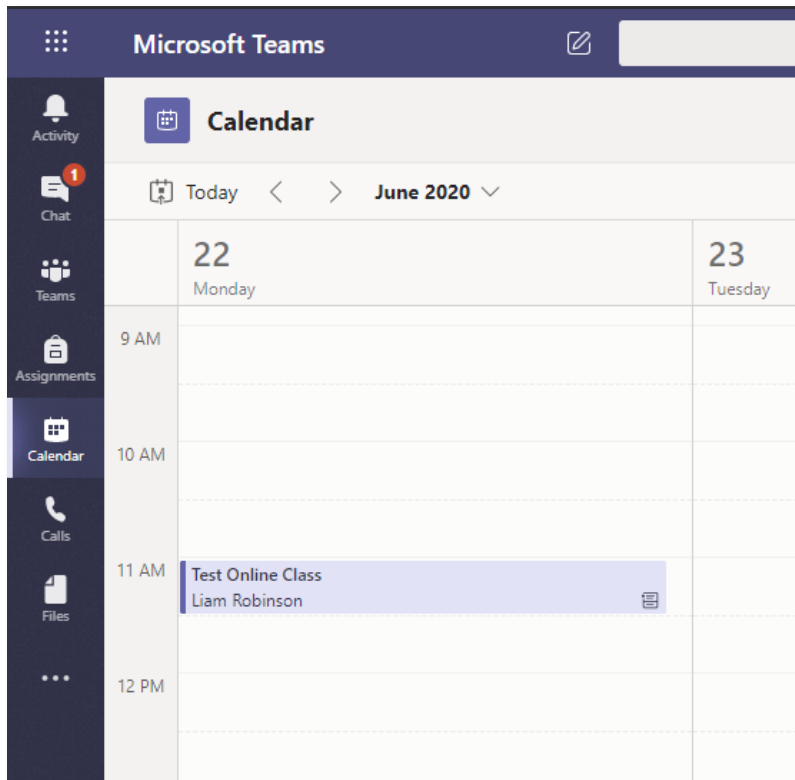 Microsoft Teams
Activity
1
Chat
Teams
Assignments
Calendar
Calls
Files
Calendar
Today
June 2020
22
Monday
23
Tuesday
9 AM
10 AM
11 AM
Test Online Class
Liam Robinson
12 PM